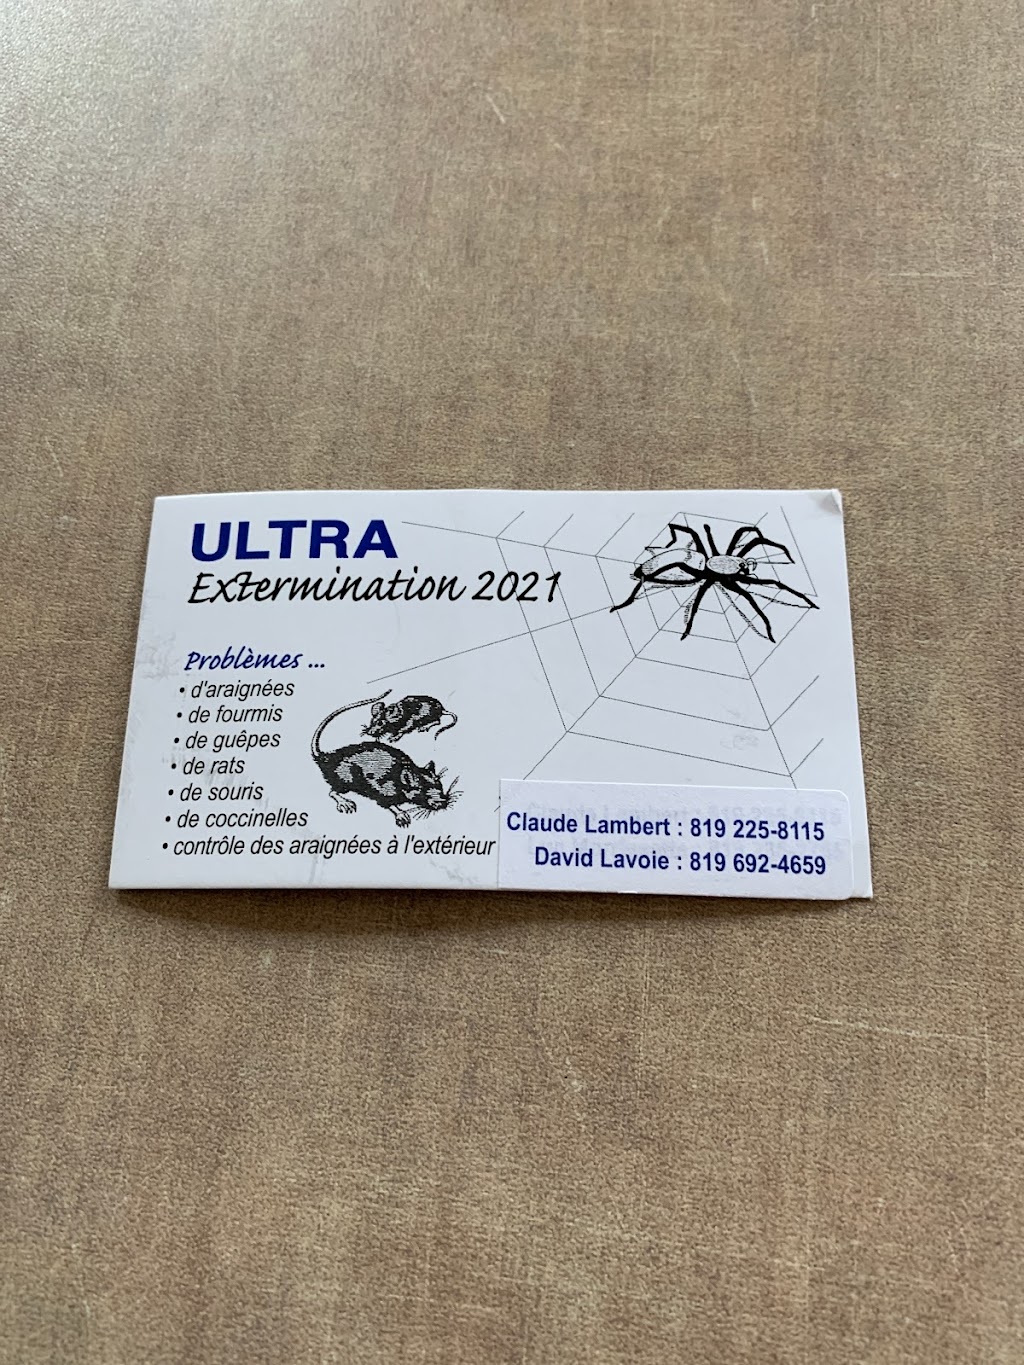 ULTRA
Extermination 2021
Problèmes ...
• d'araignées
• de fourmis
• de guêpes
• de rats
• de souris
• de coccinelles
• contrôle des araignées à l'extérieur
Claude Lambert : 819 225-8115
David Lavoie : 819 692-4659